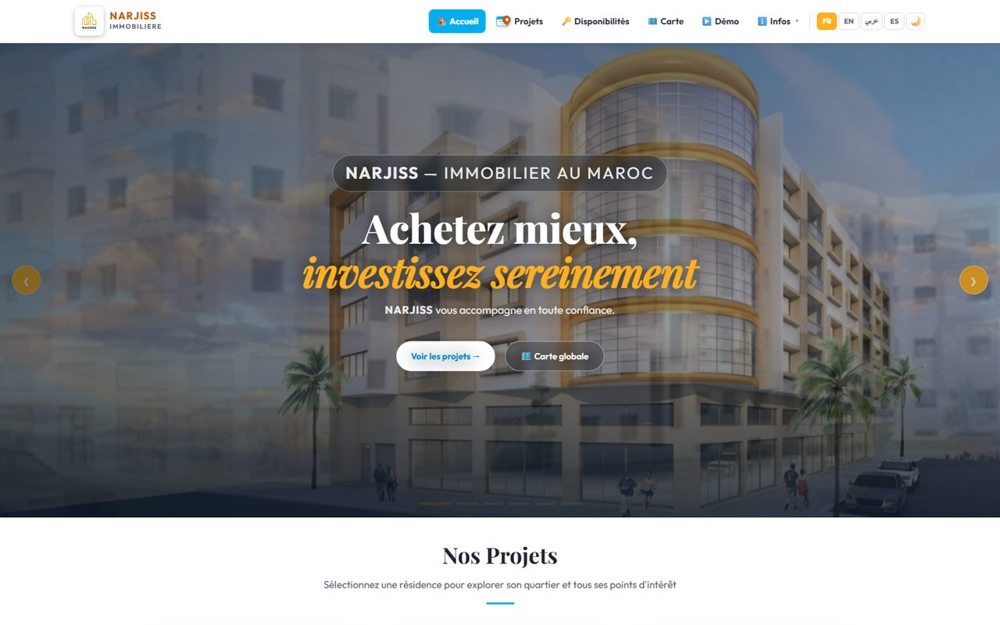 NARJISS
IMMOBILIERE
Accueil
Projets
Disponibilités
Carte
Démo
Infos
FR
EN
عربي
ES
NARJISS — IMMOBILIER AU MAROC
Achetez mieux,
investissez sereinement
NARJISS vous accompagne en toute confiance.
Voir les projets →
Carte globale
Nos Projets
Sélectionnez une résidence pour explorer son quartier et tous ses points d'intérêt